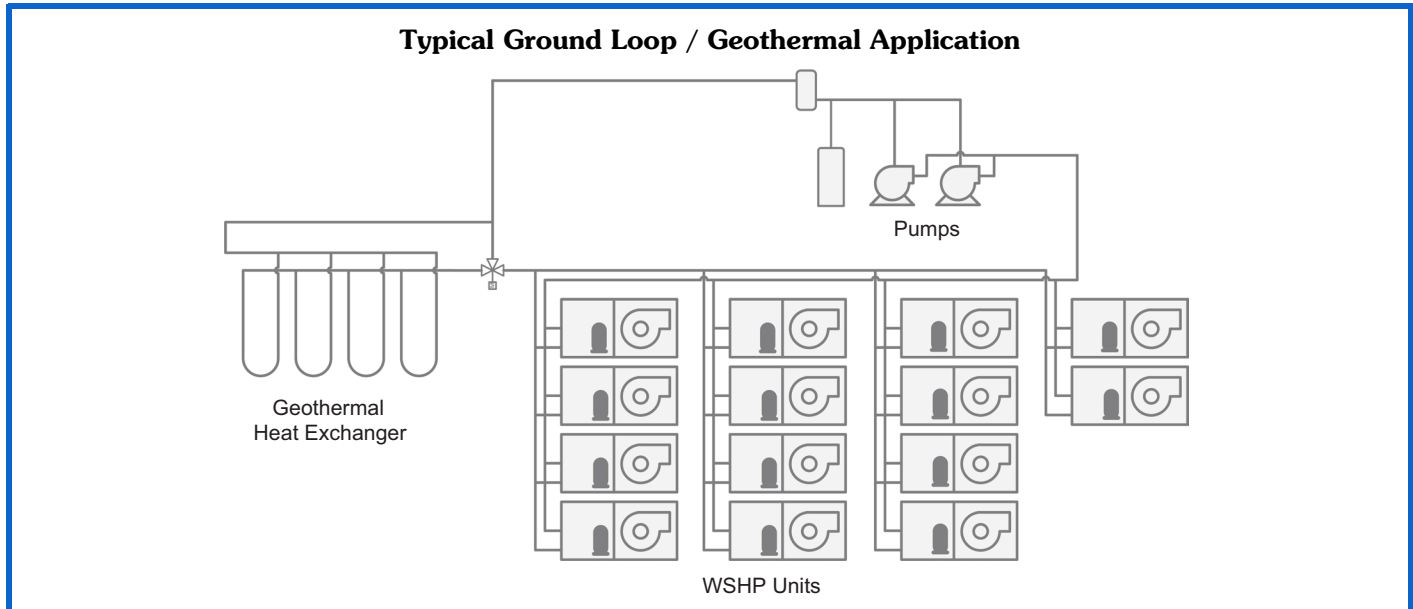 Typical Ground Loop / Geothermal Application
Pumps
Geothermal
Heat Exchanger
WSHP Units